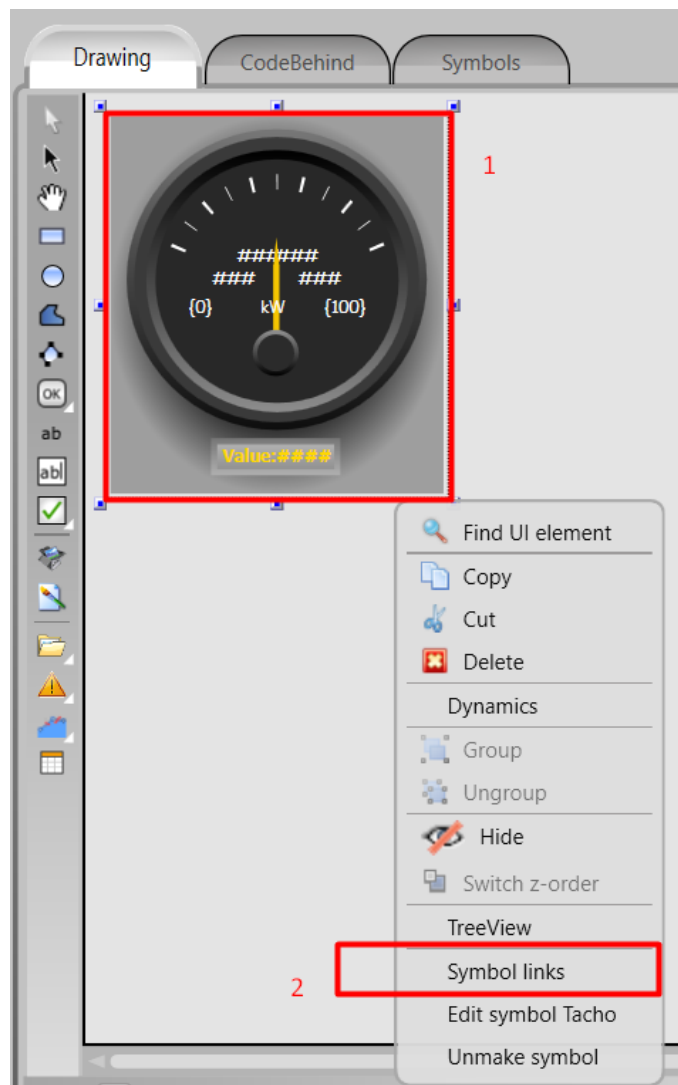 Drawing CodeBehind Symbols
1
######
### ###
{0} kW {100}
Value:####
OK
ab
ab
Find UI element
Copy
Cut
Delete
Dynamics
Group
Ungroup
Hide
Switch z-order
TreeView
2 Symbol links
Edit symbol Tacho
Unmake symbol